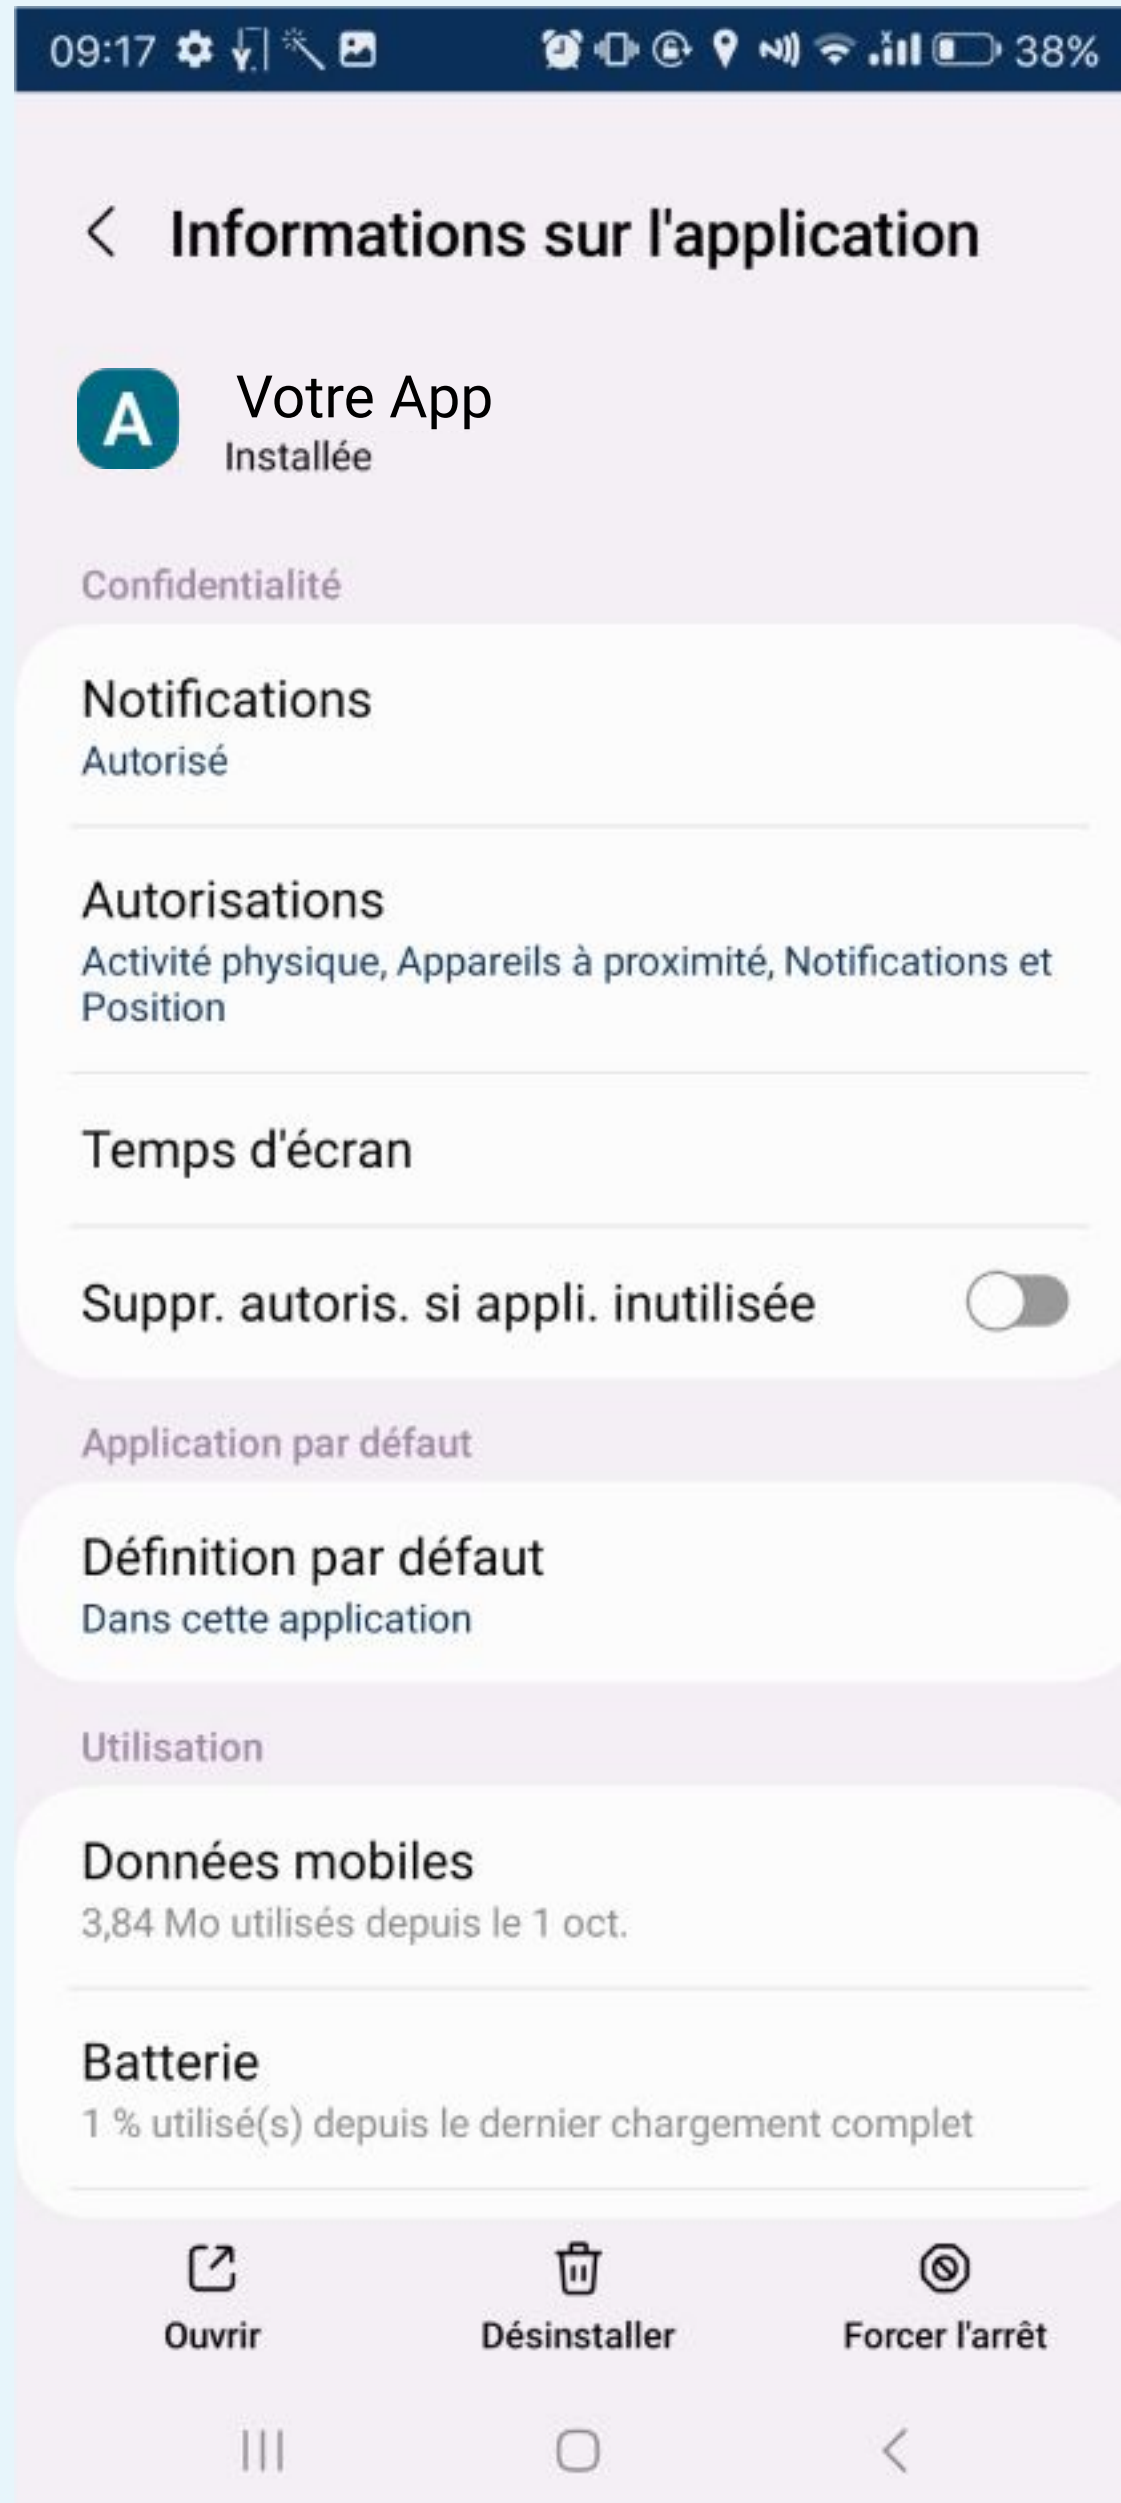 09:17
38%
Informations sur l'application
A
Votre App
Installée
Confidentialité
Notifications
Autorisé
Autorisations
Activité physique, Appareils à proximité, Notifications et
Position
Temps d'écran
Suppr. autoris. si appli. inutilisée
Application par défaut
Définition par défaut
Dans cette application
Utilisation
Données mobiles
3,84 Mo utilisés depuis le 1 oct.
Batterie
1 % utilisé(s) depuis le dernier chargement complet
Ouvrir
Désinstaller
Forcer l'arrêt